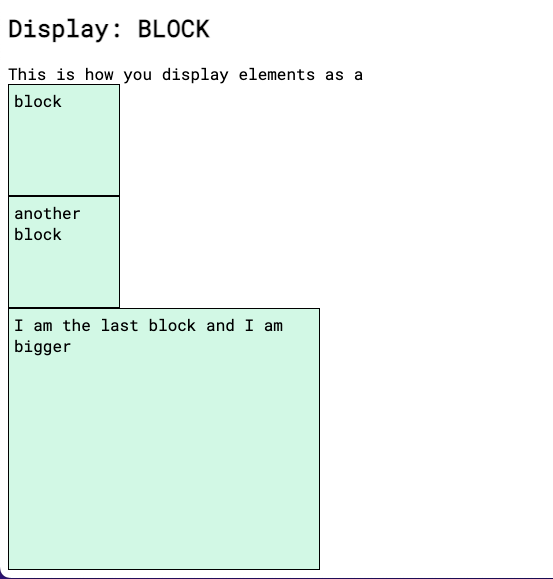 Display: BLOCK
This is how you display elements as a
block
another
block
I am the last block and I am
bigger